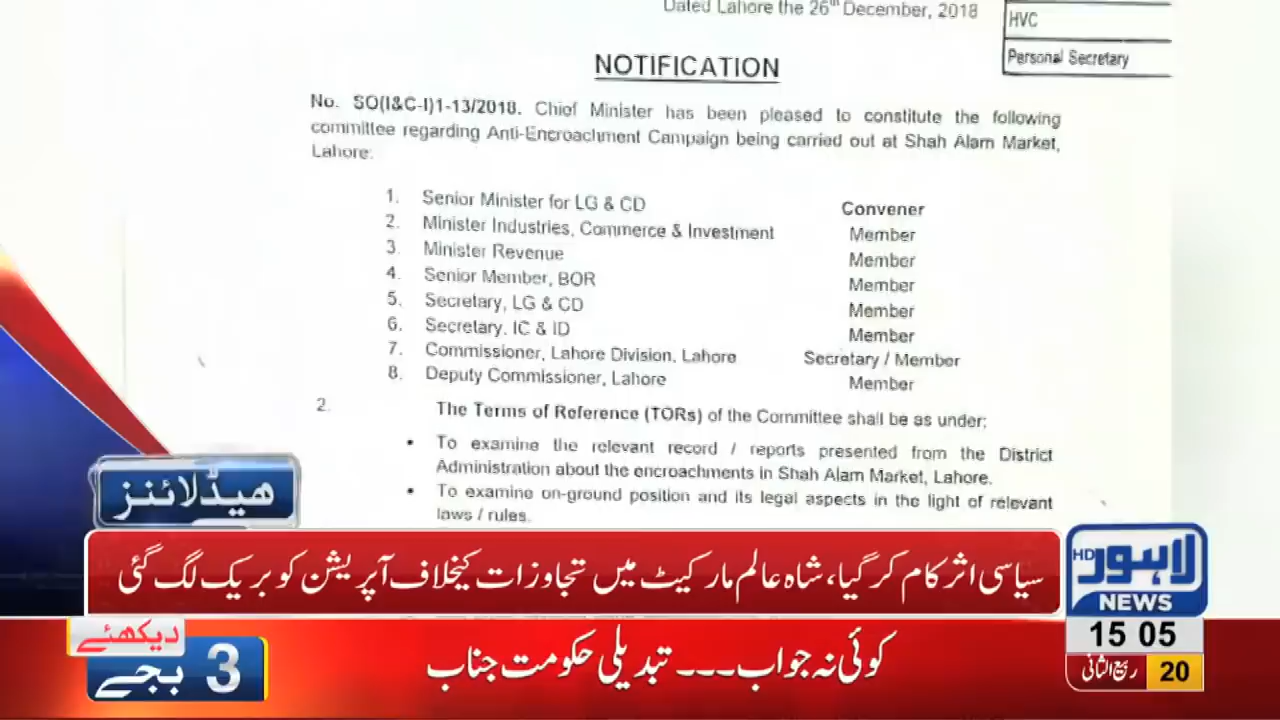 Dated Lahore the 26th December, 2018
HVC
Personal Secretary
NOTIFICATION
No. SO(I&C-I)1-13/2018. Chief Minister has been pleased to constitute the following
committee regarding Anti-Encroachment Campaign being carried out at Shah Alam Market,
Lahore:
1. Senior Minister for LG & CD Convener
2. Minister Industries, Commerce & Investment Member
3. Minister Revenue Member
4. Senior Member, BOR Member
5. Secretary, LG & CD Member
6. Secretary, IC & ID Member
7. Commissioner, Lahore Division, Lahore Secretary / Member
8. Deputy Commissioner, Lahore Member
2. The Terms of Reference (TORs) of the Committee shall be as under;
• To examine the relevant record / reports presented from the District
Administration about the encroachments in Shah Alam Market, Lahore.
• To examine on-ground position and its legal aspects in the light of relevant
laws / rules.
ہیڈلائنز
سیاسی اثر کام کر گیا، شاہ عالم مارکیٹ میں تجاوزات کیخلاف آپریشن کو بریک لگ گئی
لاہور HD
NEWS
15 05
20 ربیع الثانی
دیکھئے
3 بجے
کوئی نہ جواب ۔۔۔ تبدیلی حکومت جناب